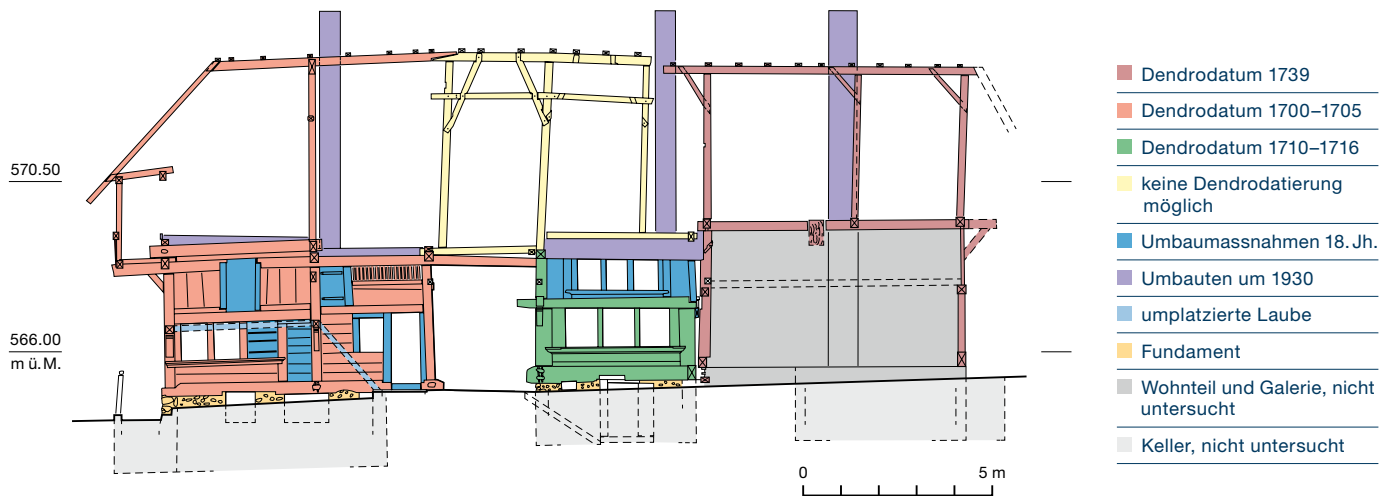 570.50
566.00
m ü. M.
Dendrodatum 1739
Dendrodatum 1700–1705
Dendrodatum 1710–1716
keine Dendrodatierung
möglich
Umbaumassnahmen 18. Jh.
Umbauten um 1930
umplatzierte Laube
Fundament
Wohnteil und Galerie, nicht
untersucht
Keller, nicht untersucht
0 5 m